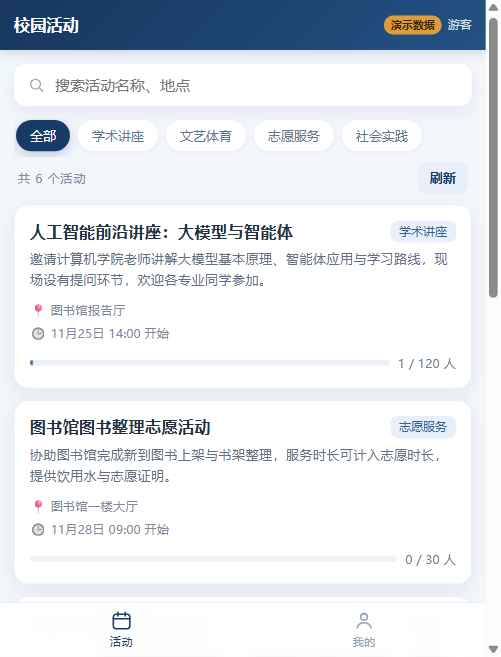 校园活动
演示数据 游客
搜索活动名称、地点
全部 学术讲座 文艺体育 志愿服务 社会实践
共 6 个活动
刷新
人工智能前沿讲座：大模型与智能体
学术讲座
邀请计算机学院老师讲解大模型基本原理、智能体应用与学习路线，现
场设有提问环节，欢迎各专业同学参加。
图书馆报告厅
11月25日 14:00 开始
1 / 120 人
图书馆图书整理志愿活动
志愿服务
协助图书馆完成新到图书上架与书架整理，服务时长可计入志愿时长，
提供饮用水与志愿证明。
图书馆一楼大厅
11月28日 09:00 开始
0 / 30 人
活动 我的